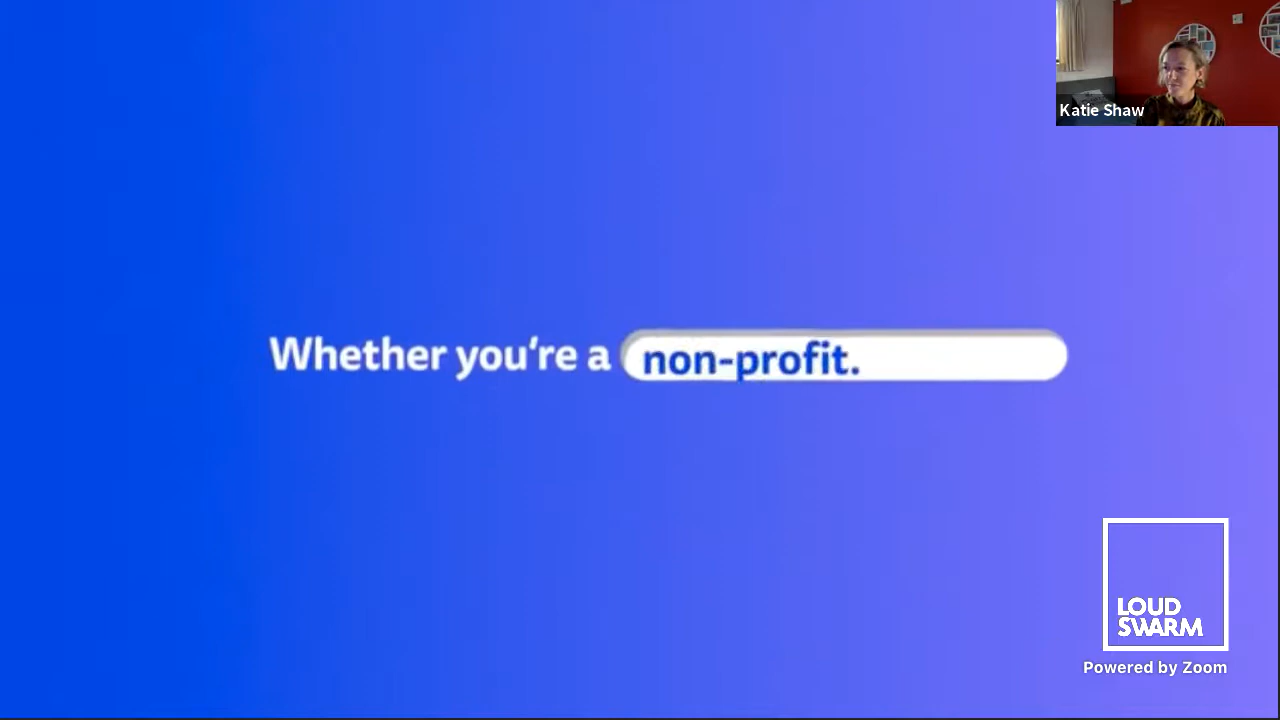 Katie Shaw
Whether you're a non-profit.
LOUD
SWARM
Powered by Zoom